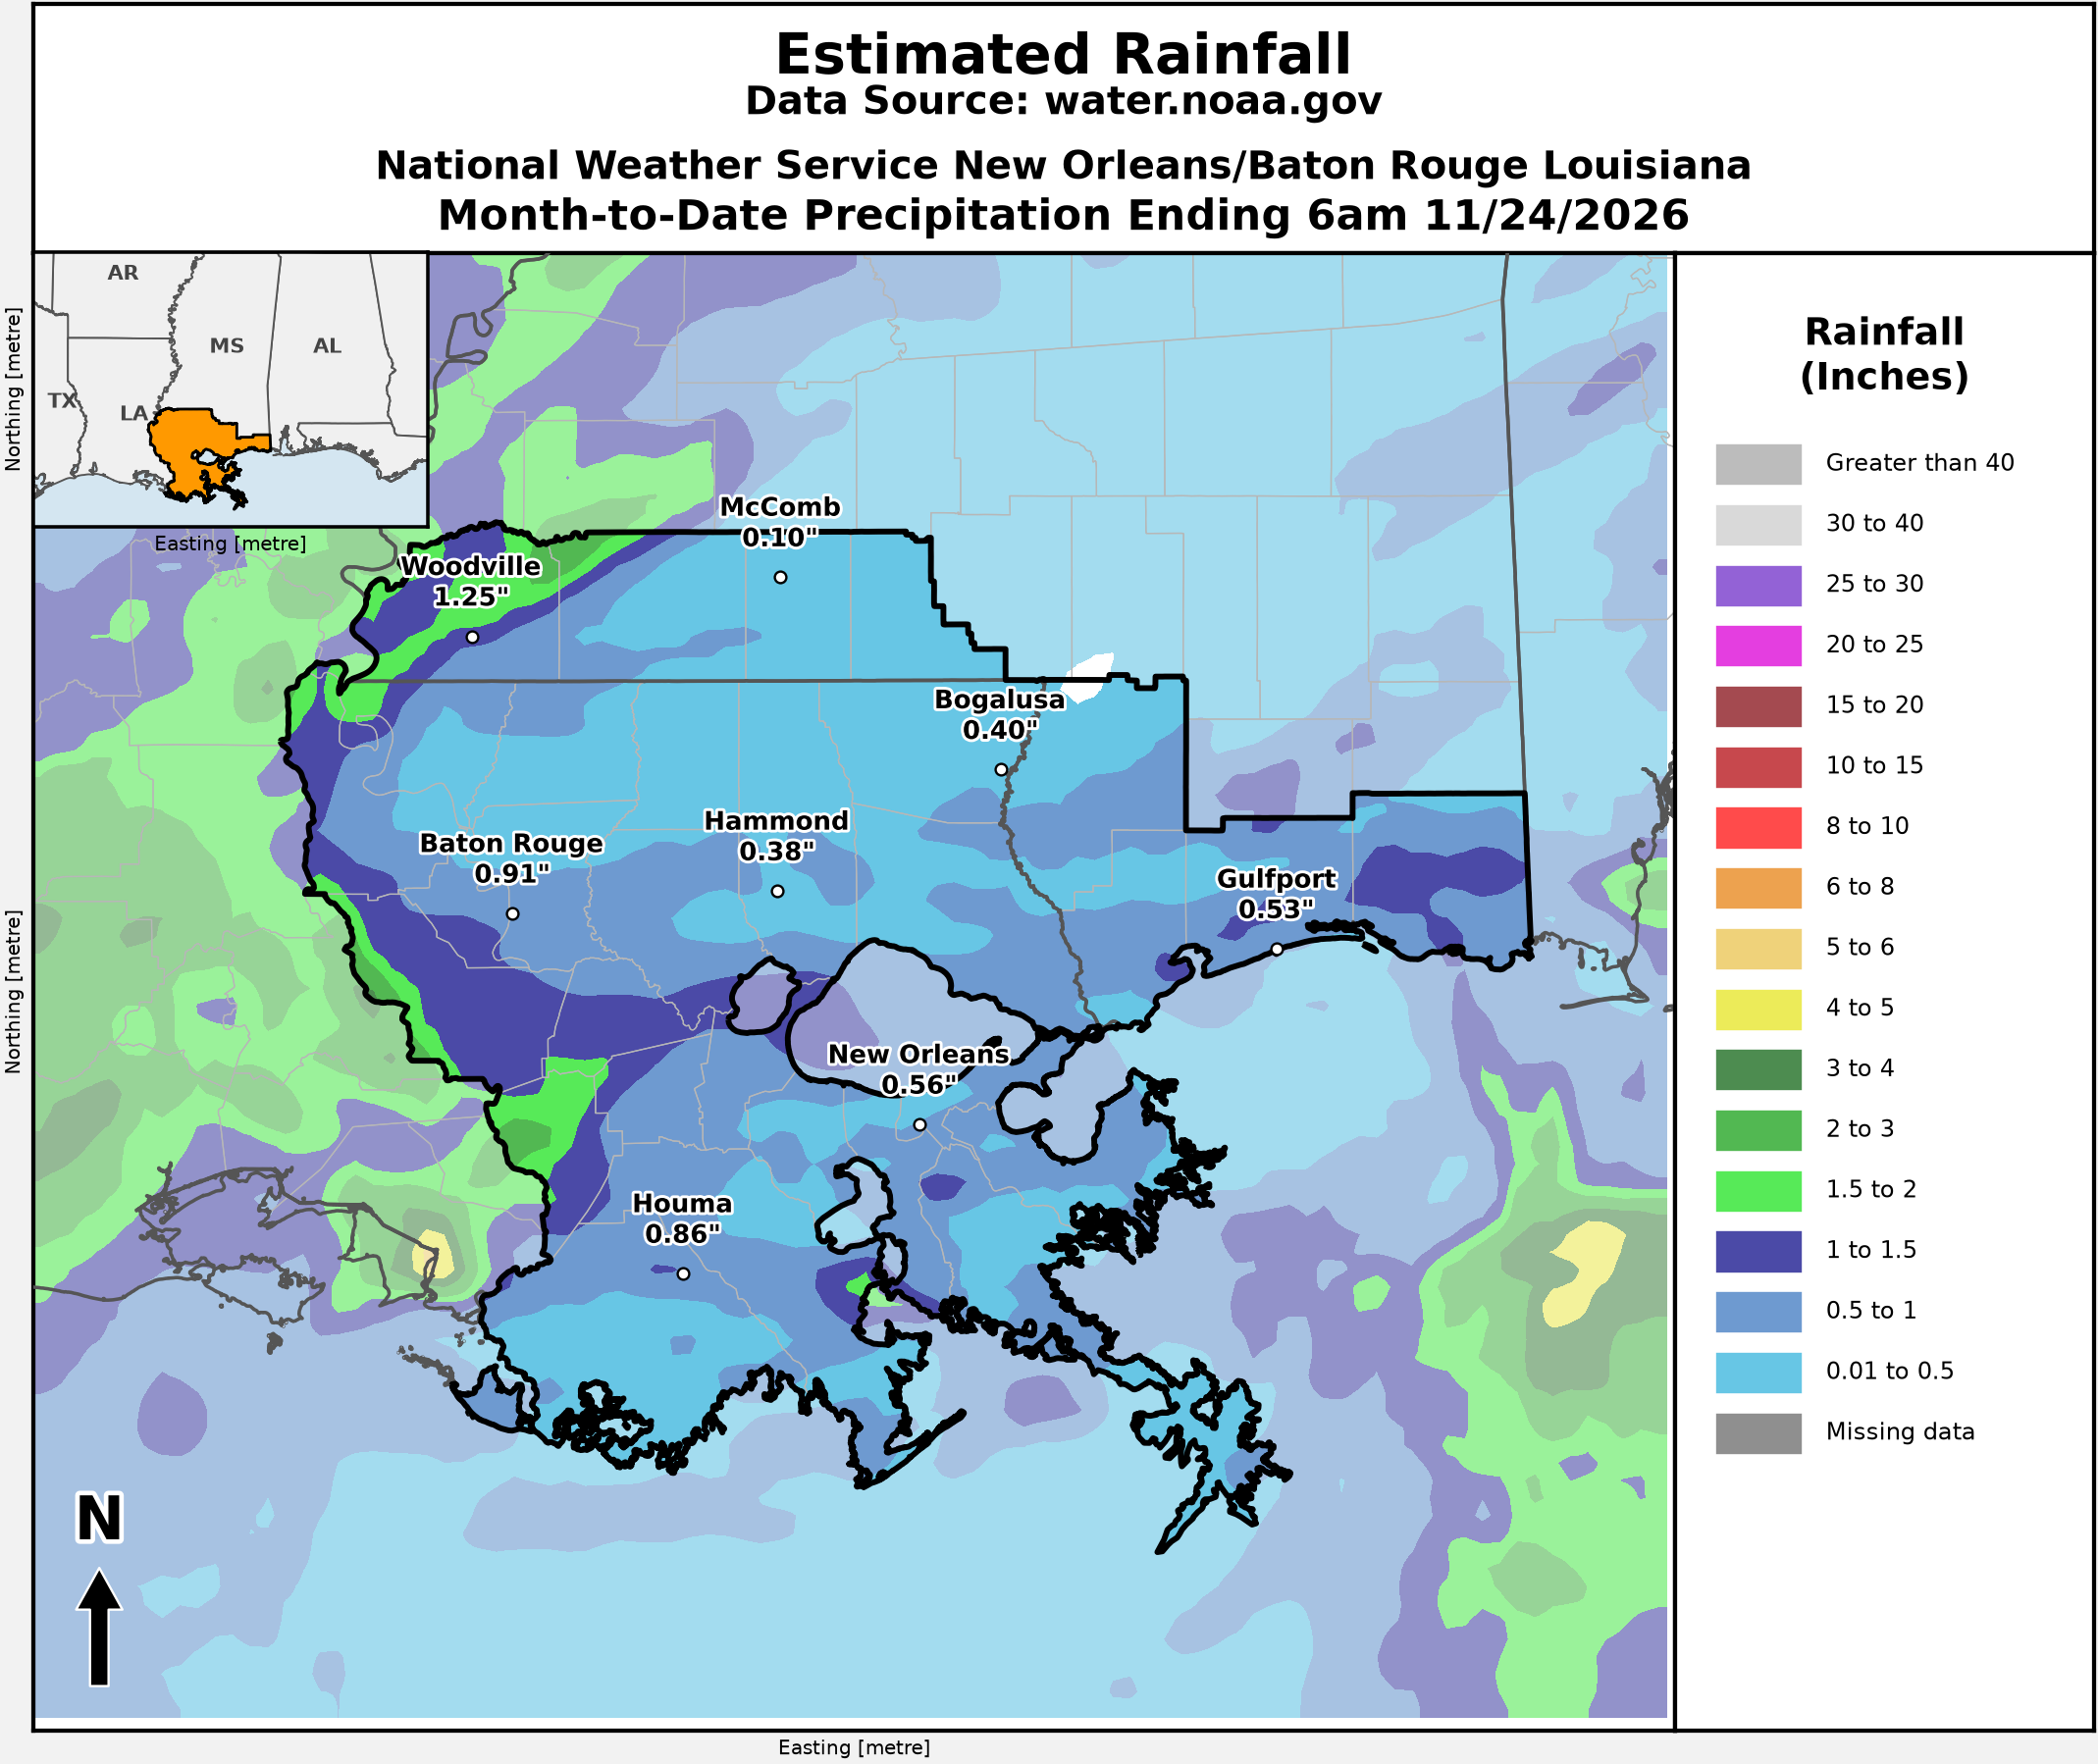 Estimated Rainfall
Data Source: water.noaa.gov
National Weather Service New Orleans/Baton Rouge Louisiana
Month-to-Date Precipitation Ending 6am 11/24/2026
AR
MS
AL
TX
LA
Easting [metre]
Northing [metre]
Northing [metre]
McComb
0.10"
Woodville
1.25"
Bogalusa
0.40"
Hammond
0.38"
Baton Rouge
0.91"
Gulfport
0.53"
New Orleans
0.56"
Houma
0.86"
N
Easting [metre]
Rainfall
(Inches)
Greater than 40
30 to 40
25 to 30
20 to 25
15 to 20
10 to 15
8 to 10
6 to 8
5 to 6
4 to 5
3 to 4
2 to 3
1.5 to 2
1 to 1.5
0.5 to 1
0.01 to 0.5
Missing data